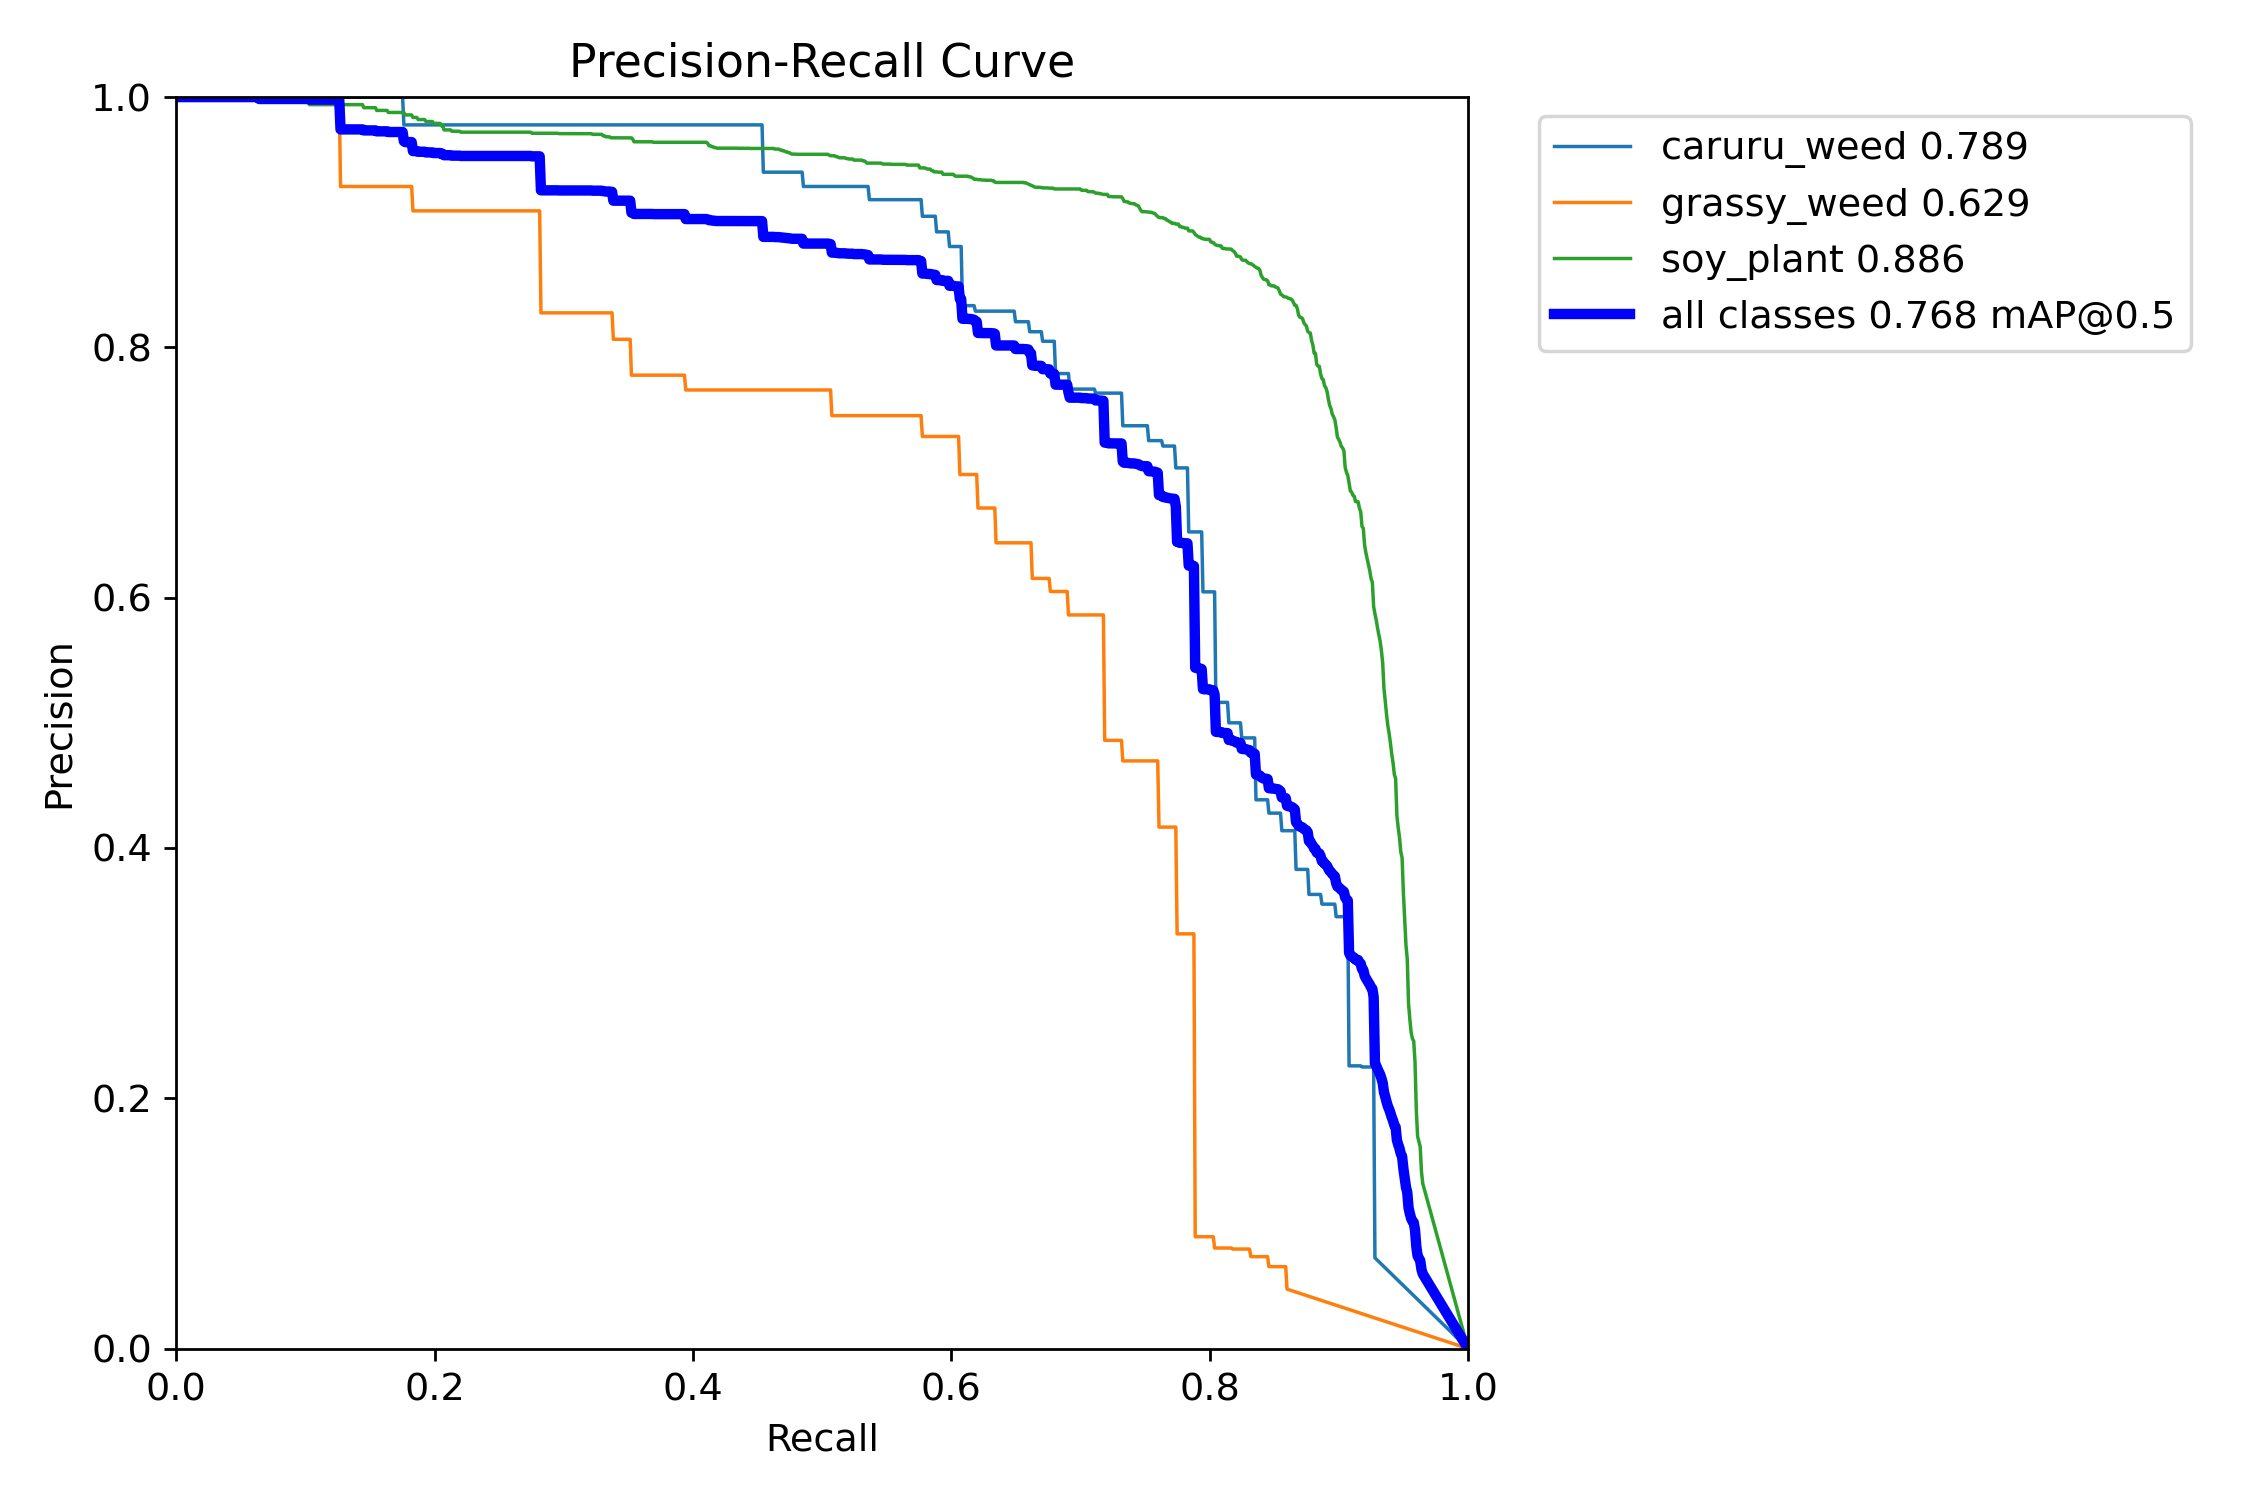 Precision-Recall Curve
1.0
0.8
0.6
0.4
0.2
0.0
Precision
0.0 0.2 0.4 0.6 0.8 1.0
Recall
caruru_weed 0.789
grassy_weed 0.629
soy_plant 0.886
all classes 0.768 mAP@0.5